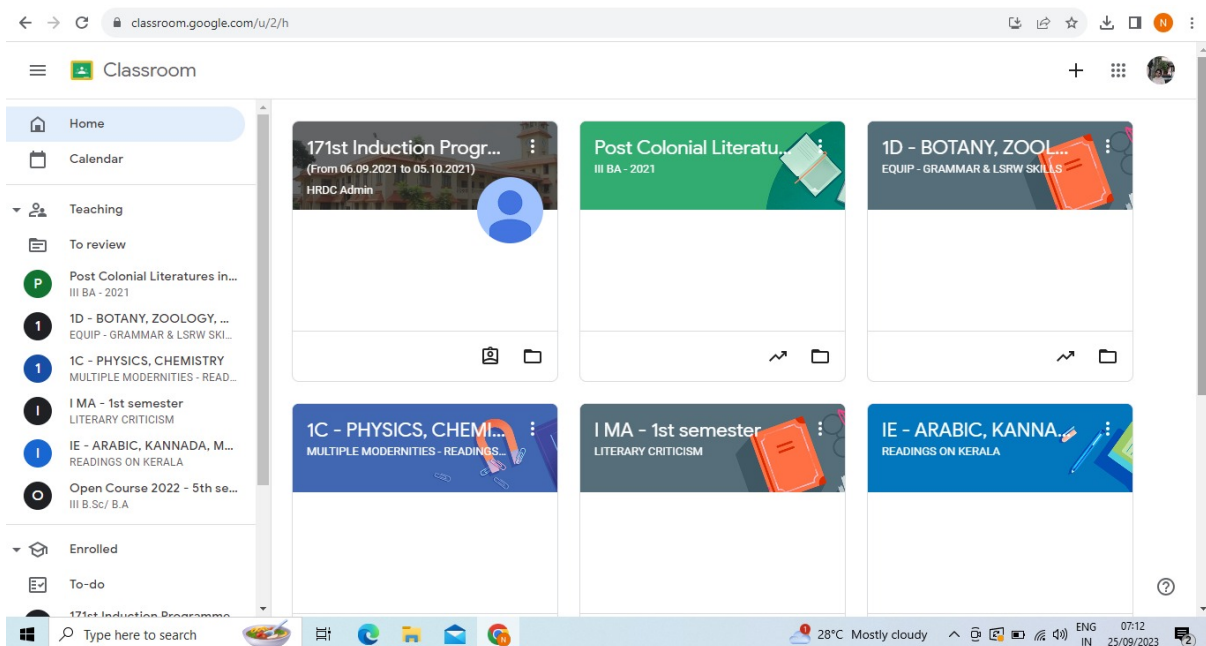 classroom.google.com/u/2/h
N
Classroom
Home
Calendar
Teaching
To review
P
Post Colonial Literatures in...
III BA - 2021
1
1D - BOTANY, ZOOLOGY, ...
EQUIP - GRAMMAR & LSRW SKI...
1
1C - PHYSICS, CHEMISTRY
MULTIPLE MODERNITIES - READ...
I
I MA - 1st semester
LITERARY CRITICISM
I
IE - ARABIC, KANNADA, M...
READINGS ON KERALA
O
Open Course 2022 - 5th se...
III B.Sc/ B.A
Enrolled
To-do
171st Induction Programme
171st Induction Progr...
(From 06.09.2021 to 05.10.2021)
HRDC Admin
Post Colonial Literatu...
III BA - 2021
1D - BOTANY, ZOOL...
EQUIP - GRAMMAR & LSRW SKILLS
1C - PHYSICS, CHEMI...
MULTIPLE MODERNITIES - READINGS...
I MA - 1st semester
LITERARY CRITICISM
IE - ARABIC, KANNA...
READINGS ON KERALA
Type here to search
N
28°C Mostly cloudy
ENG
IN
07:12
25/09/2023
2